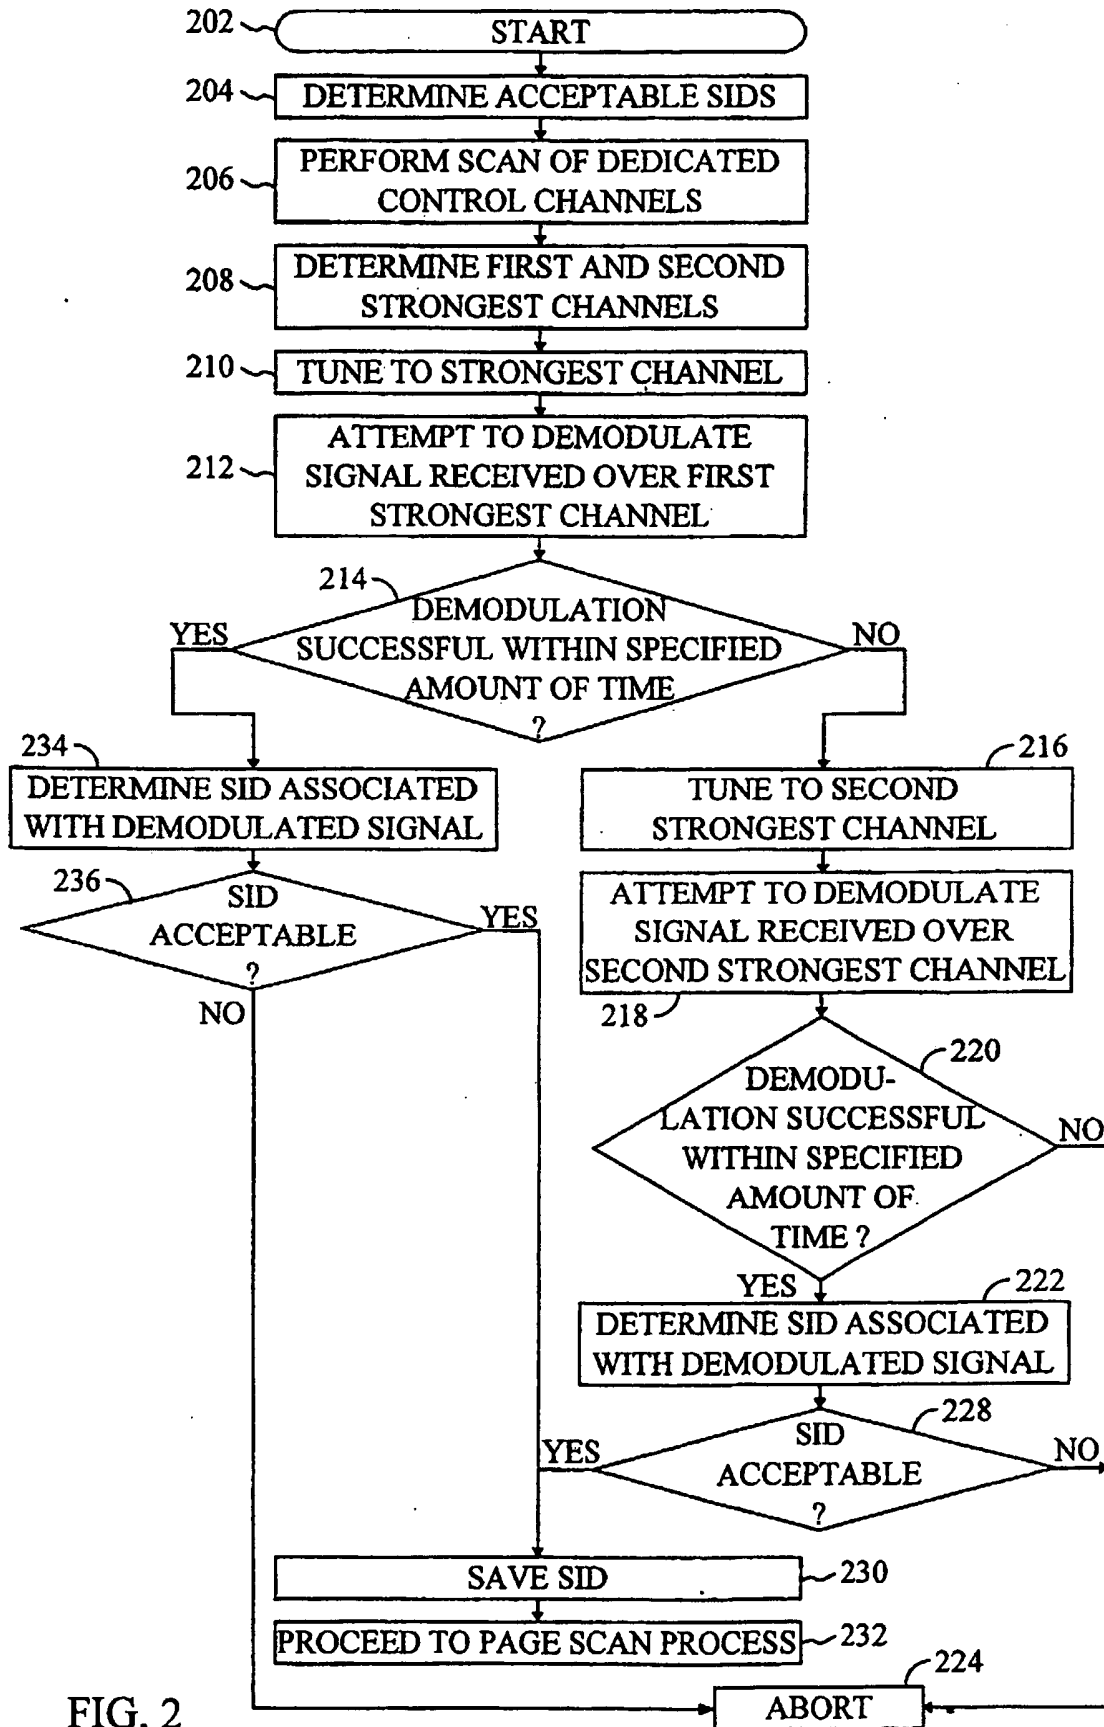 202
START
204
DETERMINE ACCEPTABLE SIDS
206
PERFORM SCAN OF DEDICATED
CONTROL CHANNELS
208
DETERMINE FIRST AND SECOND
STRONGEST CHANNELS
210
TUNE TO STRONGEST CHANNEL
212
ATTEMPT TO DEMODULATE
SIGNAL RECEIVED OVER FIRST
STRONGEST CHANNEL
214
DEMODULATION
SUCCESSFUL WITHIN SPECIFIED
AMOUNT OF TIME
?
YES
NO
234
DETERMINE SID ASSOCIATED
WITH DEMODULATED SIGNAL
236
SID
ACCEPTABLE
?
YES
NO
216
TUNE TO SECOND
STRONGEST CHANNEL
ATTEMPT TO DEMODULATE
SIGNAL RECEIVED OVER
SECOND STRONGEST CHANNEL
218
220
DEMODU-
LATION SUCCESSFUL
WITHIN SPECIFIED
AMOUNT OF
TIME ?
NO
YES
222
DETERMINE SID ASSOCIATED
WITH DEMODULATED SIGNAL
228
SID
ACCEPTABLE
?
YES
NO
SAVE SID
230
PROCEED TO PAGE SCAN PROCESS
232
224
ABORT
FIG. 2